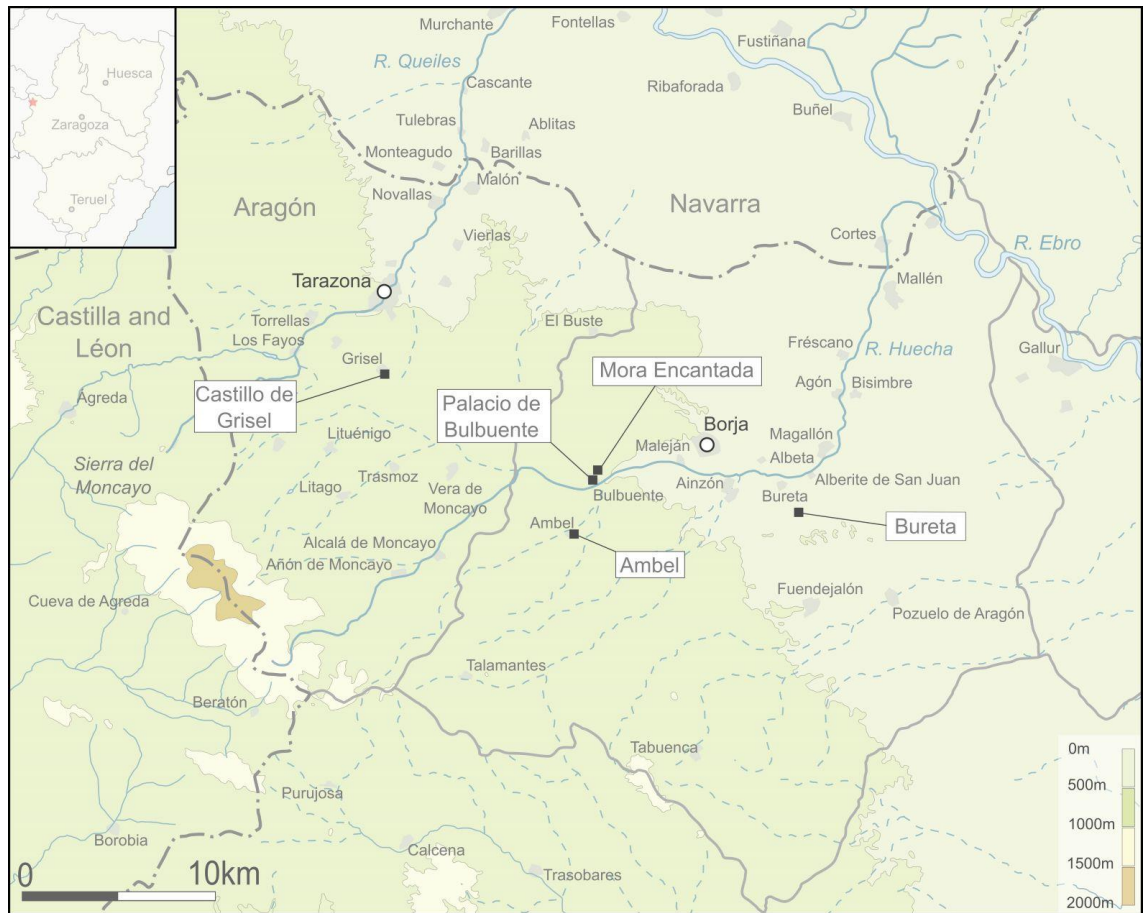 Murchante
Fontellas
Fustiñana
R. Queiles
Huesca
Cascante
Ribaforada
Buñel
Zaragoza
Tulebras
Ablitas
Monteagudo
Barillas
Malón
Novallas
Teruel
Aragón
Navarra
Vierlas
Cortes
R. Ebro
Tarazona
Mallén
Castilla and
Léon
Torrellas
Los Fayos
El Buste
Grisel
Fréscano
R. Huecha
Gallur
Mora Encantada
Castillo de
Grisel
Agón
Bisimbre
Ágreda
Palacio de
Bulbuente
Borja
Lituénigo
Maleján
Magallón
Albeta
Sierra del
Moncayo
Trasmoz
Litago
Vera de
Moncayo
Bulbuente
Ainzón
Alberite de San Juan
Bureta
Bureta
Ambel
Ambel
Alcalá de Moncayo
Añón de Moncayo
Cueva de Agreda
Fuendejalón
Pozuelo de Aragón
Talamantes
Beratón
Tabuenca
Purujosa
Borobia
Calcena
Trasobares
0 10km
0m
500m
1000m
1500m
2000m